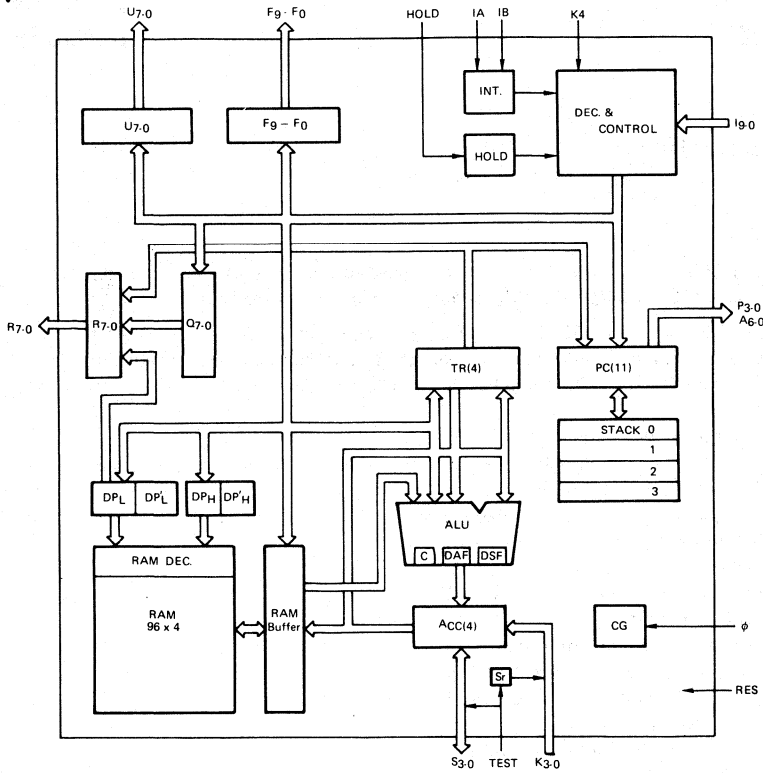 U7-0
F9 - F0
HOLD
IA
IB
K4
U7-0
F9 - F0
INT.
HOLD
DEC. &
CONTROL
I9-0
R7-0
R7-0
Q7-0
TR(4)
PC(11)
P3-0
A6-0
STACK 0
1
2
3
DPL
DP'L
DPH
DP'H
ALU
C
DAF
DSF
RAM DEC.
RAM
96 x 4
RAM
Buffer
ACC(4)
CG
φ
Sr
RES
S3-0
TEST
K3-0